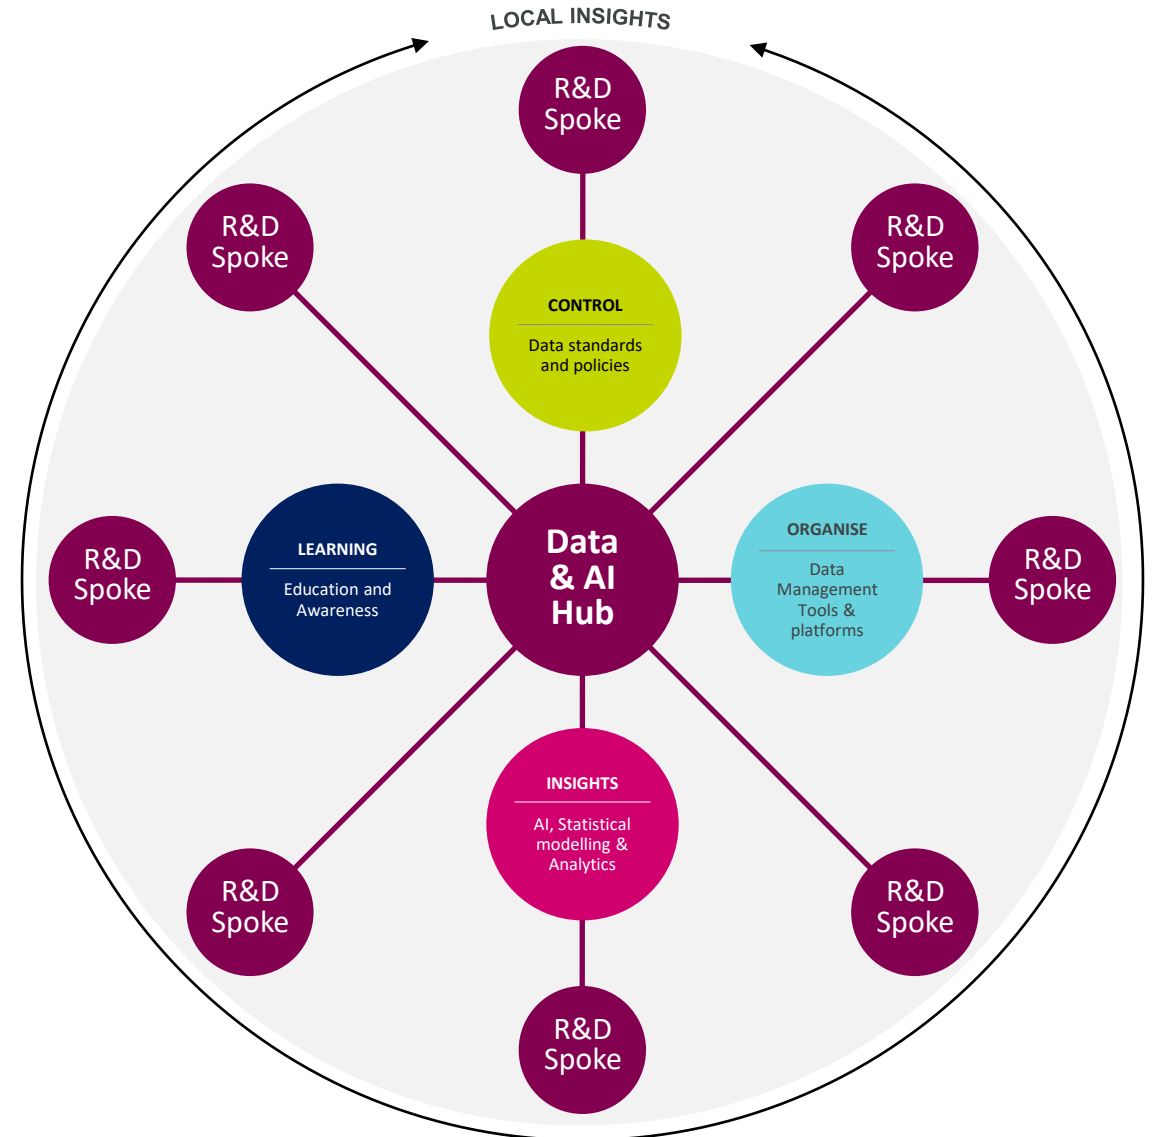 LOCAL INSIGHTS
R&D
Spoke
R&D
Spoke
R&D
Spoke
CONTROL
Data standards
and policies
R&D
Spoke
LEARNING
Education and
Awareness
Data
& AI
Hub
ORGANISE
Data
Management
Tools &
platforms
R&D
Spoke
INSIGHTS
AI, Statistical
modelling &
Analytics
R&D
Spoke
R&D
Spoke
R&D
Spoke